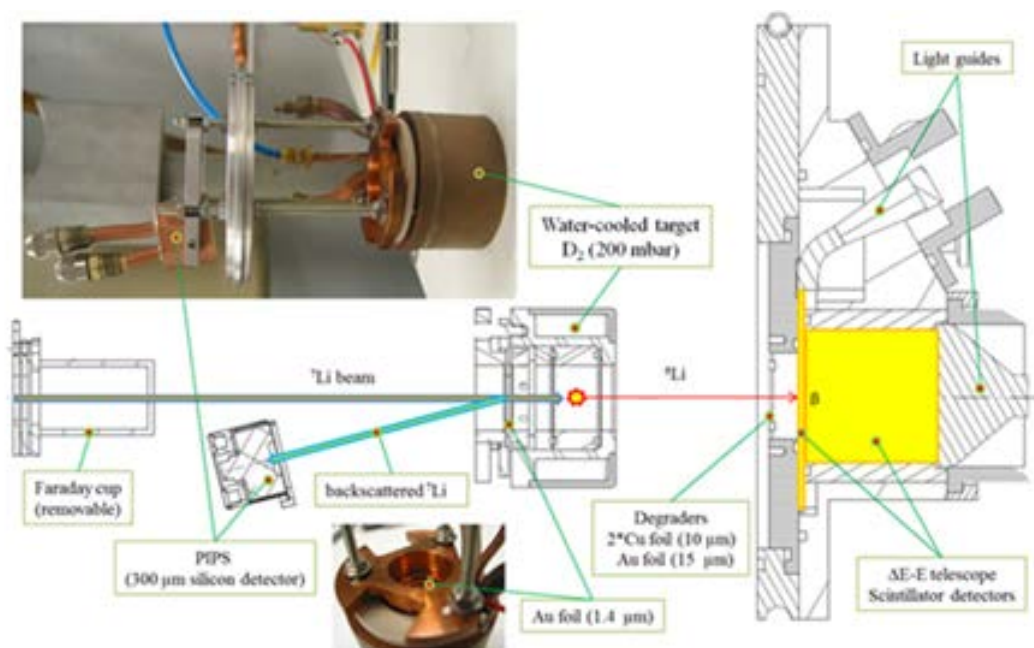 Light guides
Water-cooled target
D₂ (200 mbar)
⁷Li beam
⁸Li
β
Faraday cup
(removable)
backscattered ⁷Li
PIPS
(300 µm silicon detector)
Degraders
2*Cu foil (10 µm)
Au foil (15 µm)
ΔE-E telescope
Scintillator detectors
Au foil (1.4 µm)